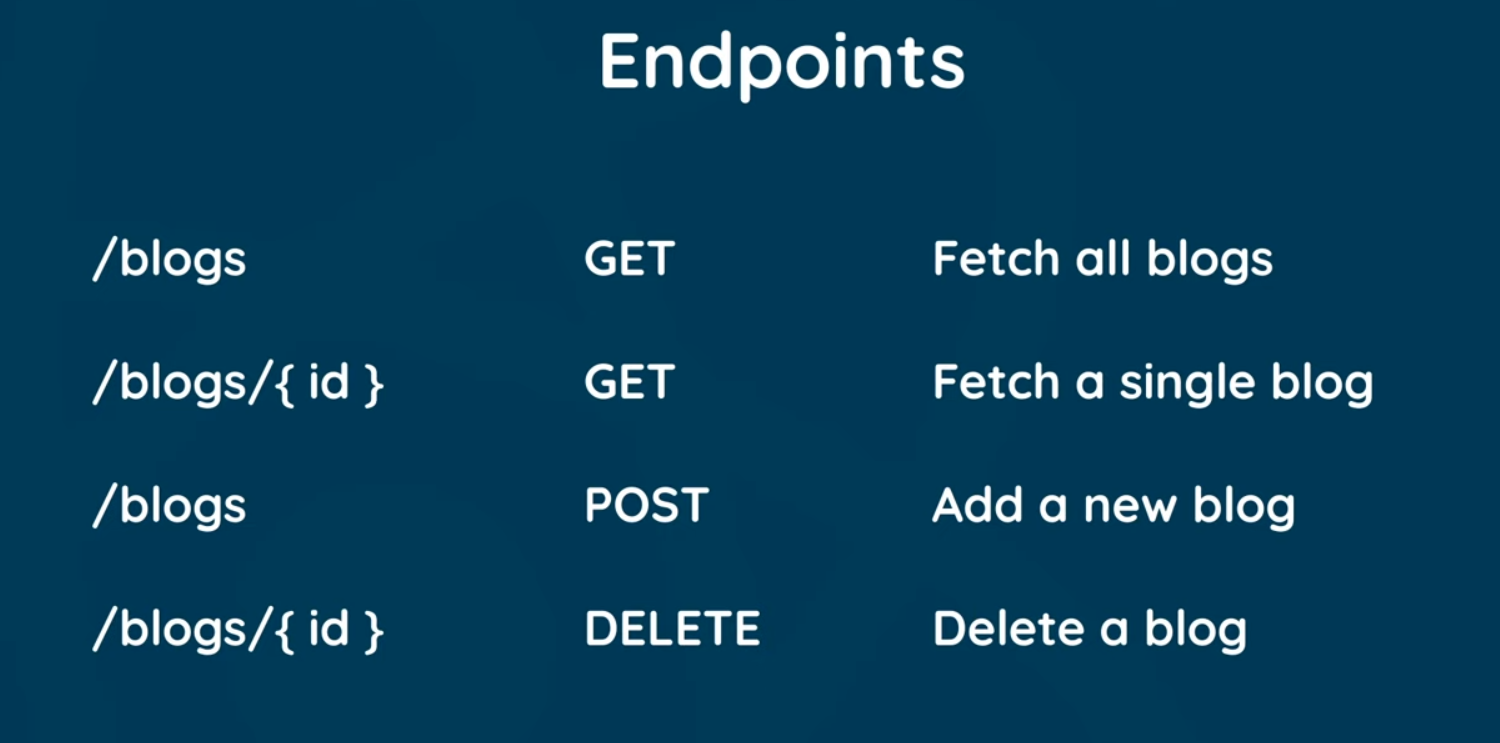 Endpoints
/blogs GET Fetch all blogs
/blogs/{ id } GET Fetch a single blog
/blogs POST Add a new blog
/blogs/{ id } DELETE Delete a blog